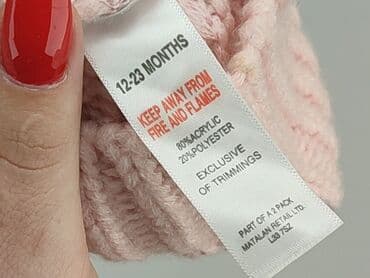 12-23 MONTHS
KEEP AWAY FROM
FIRE AND FLAMES
80%ACRYLIC
20%POLYESTER
EXCLUSIVE
OF TRIMMINGS
PART OF A 2 PACK
MATALAN RETAIL LTD.
L33 7SZ